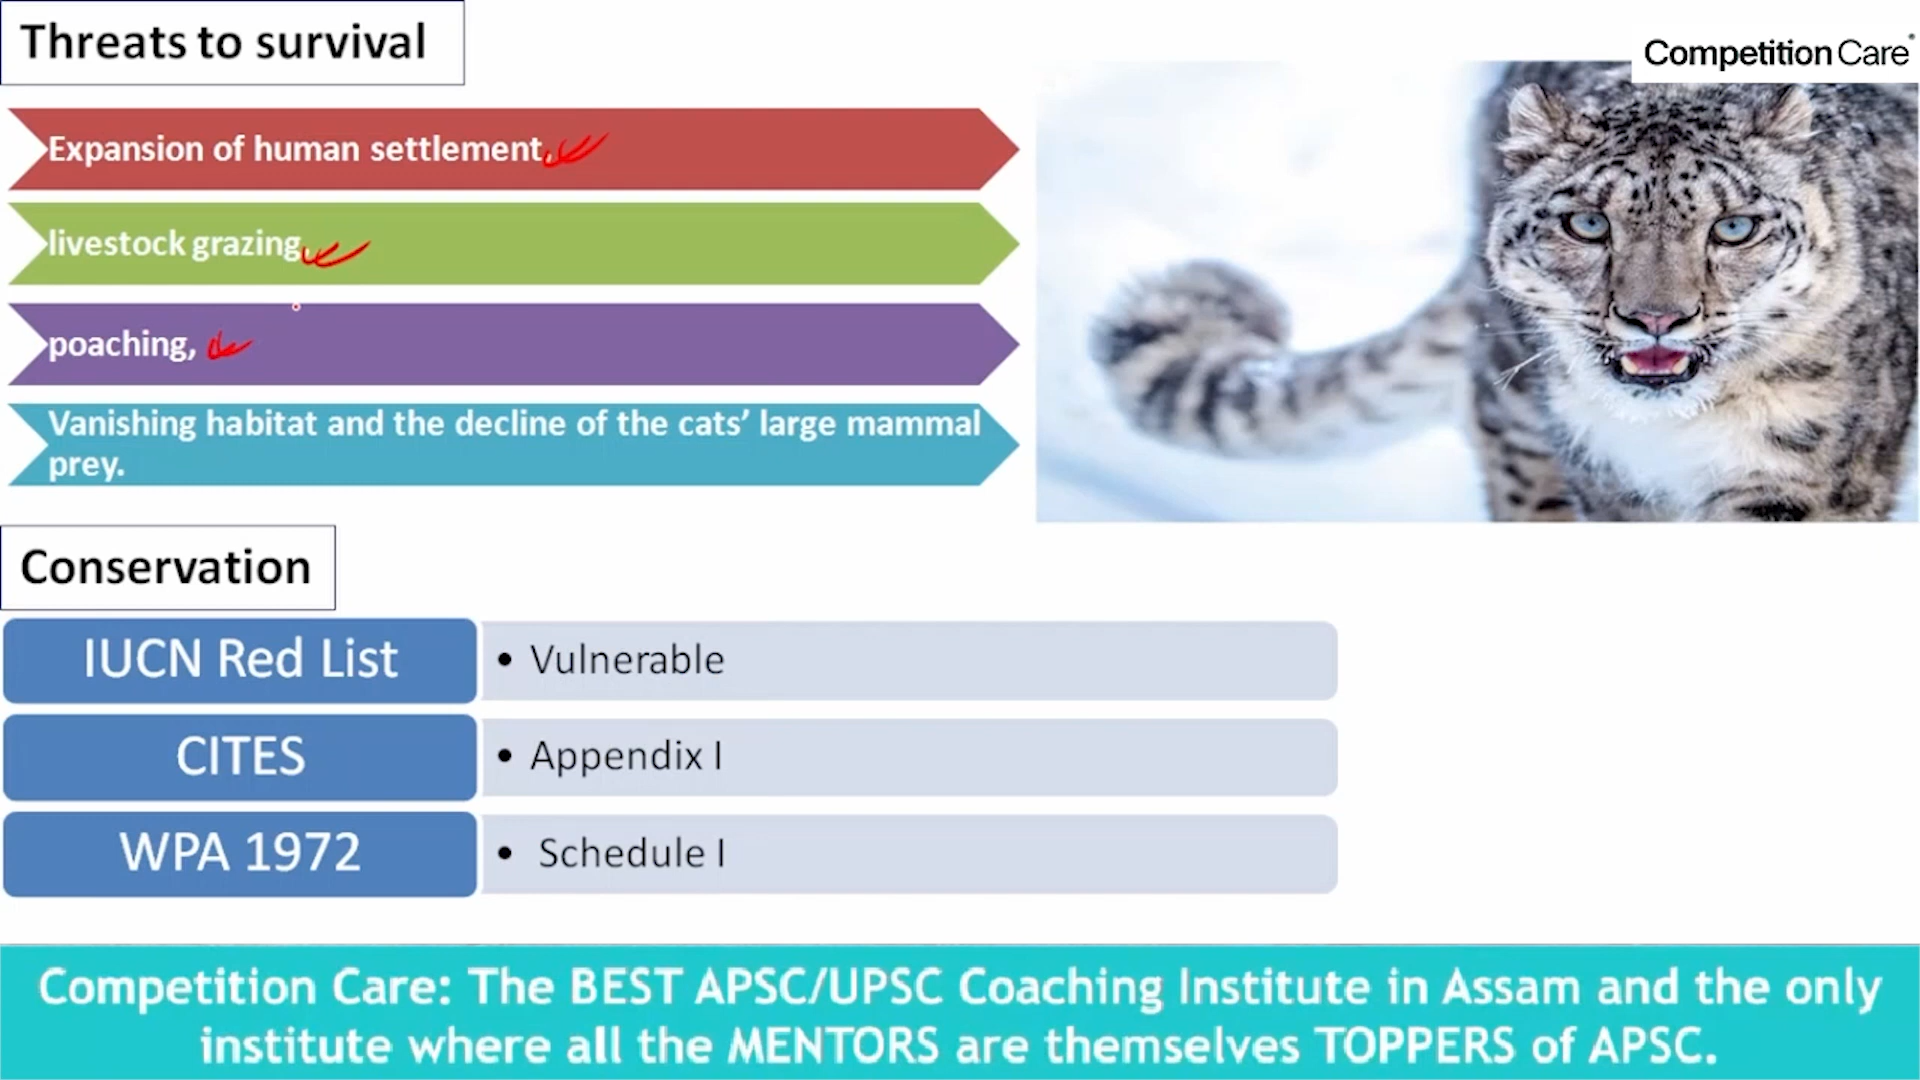 Threats to survival
Competition Care
Expansion of human settlement,
livestock grazing,
poaching,
Vanishing habitat and the decline of the cats’ large mammal
prey.
Conservation
IUCN Red List
• Vulnerable
CITES
• Appendix I
WPA 1972
• Schedule I
Competition Care: The BEST APSC/UPSC Coaching Institute in Assam and the only
institute where all the MENTORS are themselves TOPPERS of APSC.